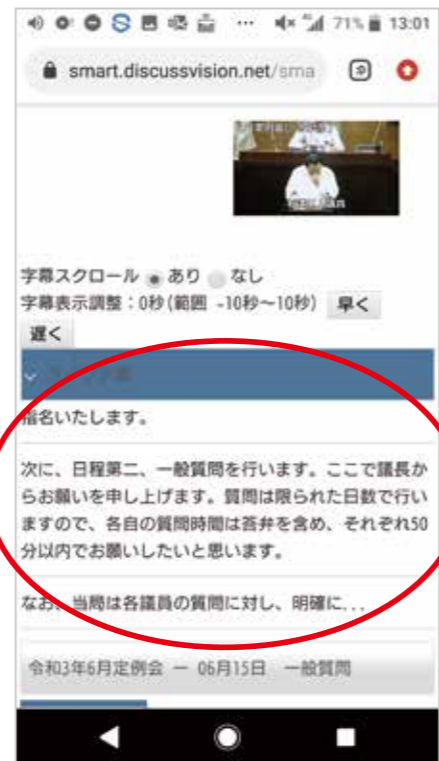 71% 13:01
smart.discussvision.net/sma
字幕スクロール あり なし
字幕表示調整：0秒(範囲 -10秒～10秒) 早く
遅く
指名いたします。
次に、日程第二、一般質問を行います。ここで議長か
らお願いを申し上げます。質問は限られた日数で行い
ますので、各自の質問時間は答弁を含め、それぞれ50
分以内でお願いしたいと思います。
なお、当局は各議員の質問に対し、明確に...
令和3年6月定例会 ー 06月15日 一般質問